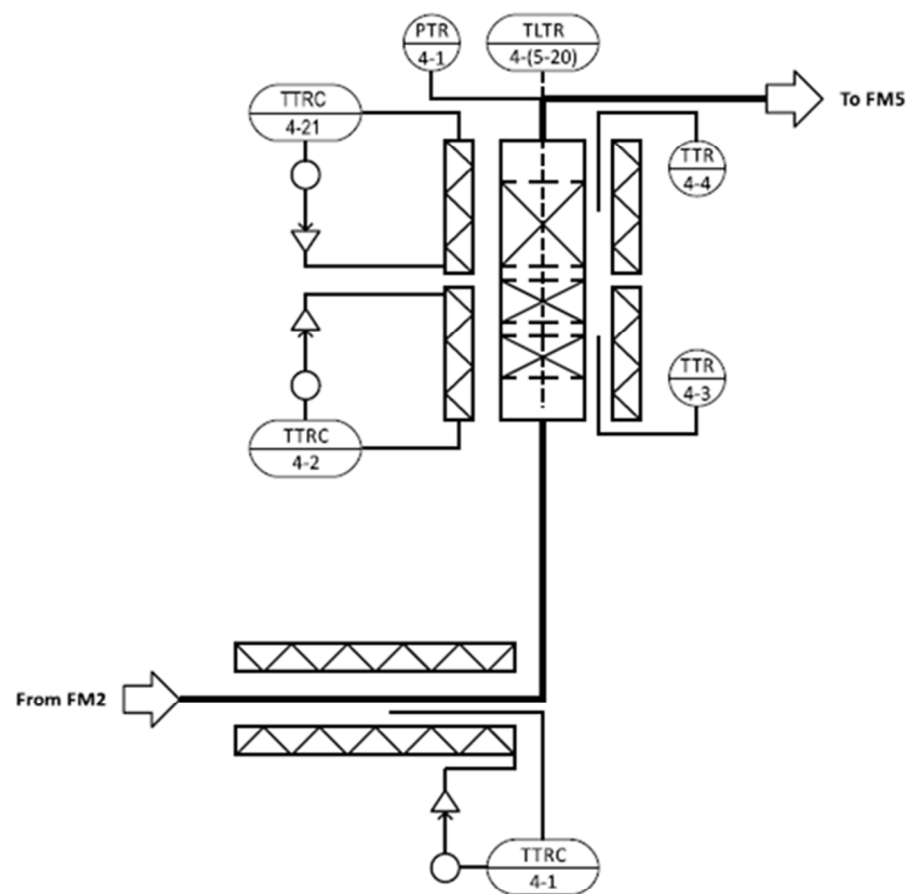 PTR
4-1
TLTR
4-(5-20)
To FM5
TTRC
4-21
TTR
4-4
TTR
4-3
TTRC
4-2
From FM2
TTRC
4-1